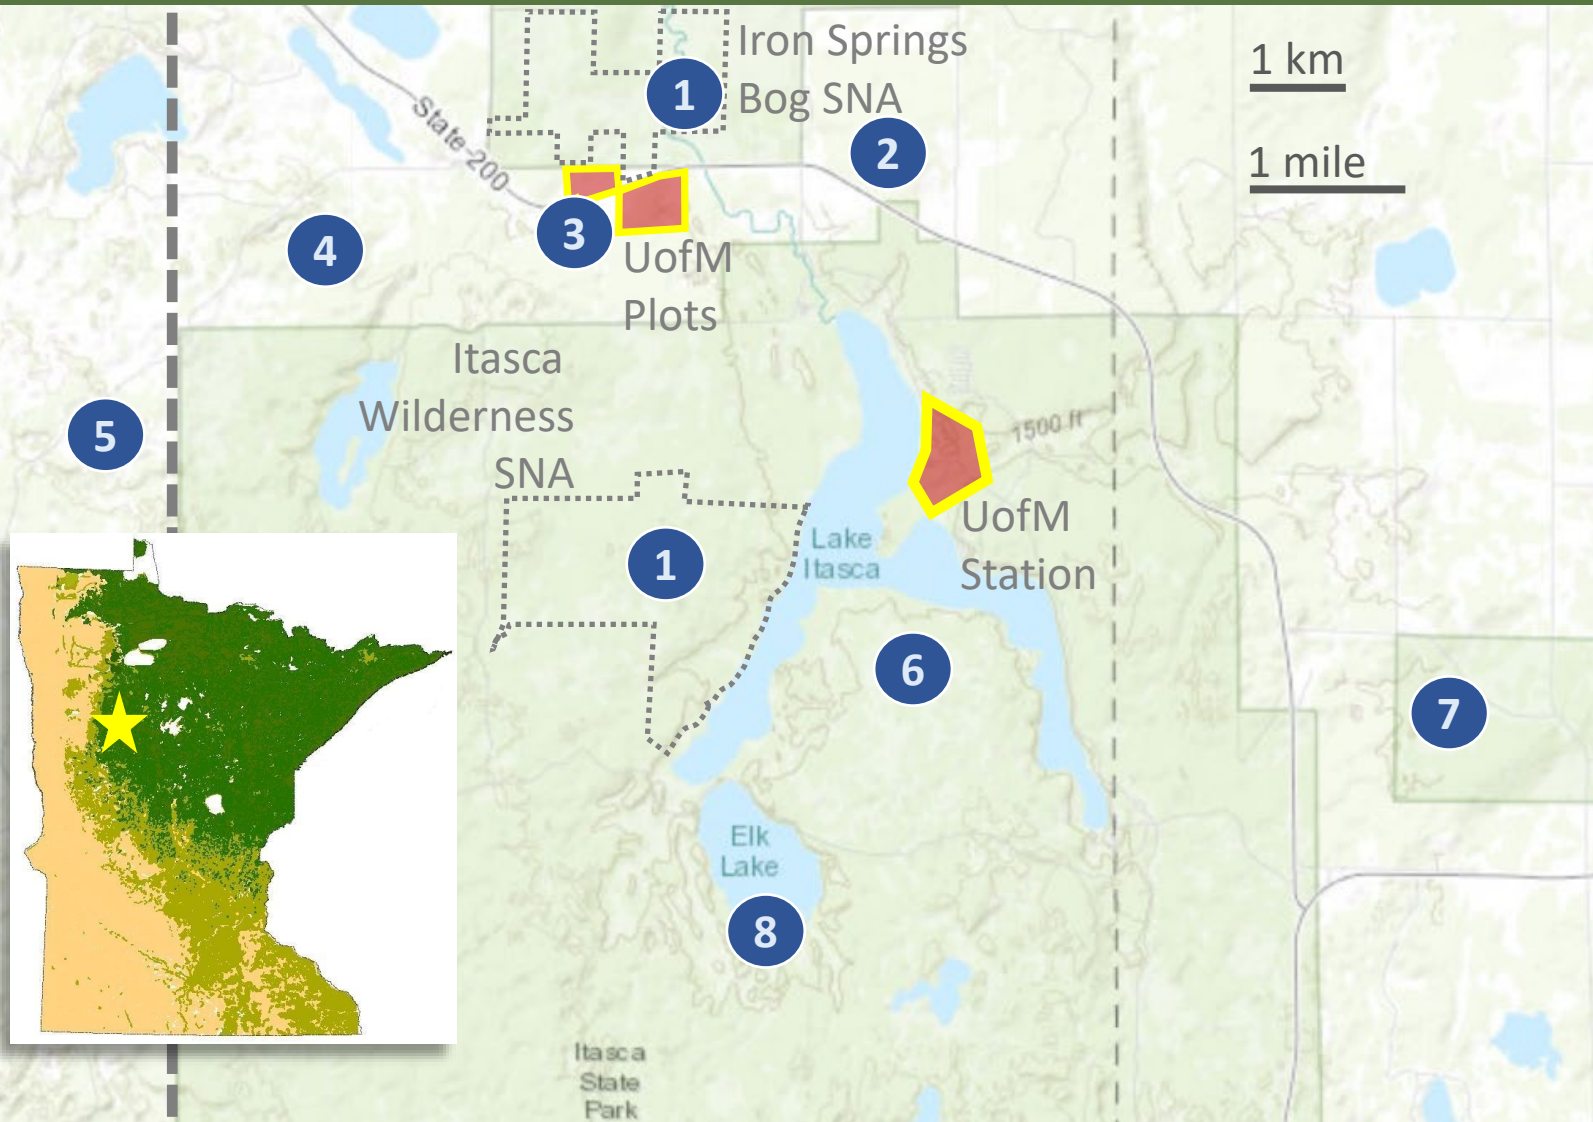 Iron Springs
Bog SNA
1 km
1 mile
1
2
State-200
3
4
UofM
Plots
Itasca
Wilderness
SNA
5
1500 ft
UofM
Station
Lake
Itasca
1
6
7
Elk
Lake
8
Itasca
State
Park